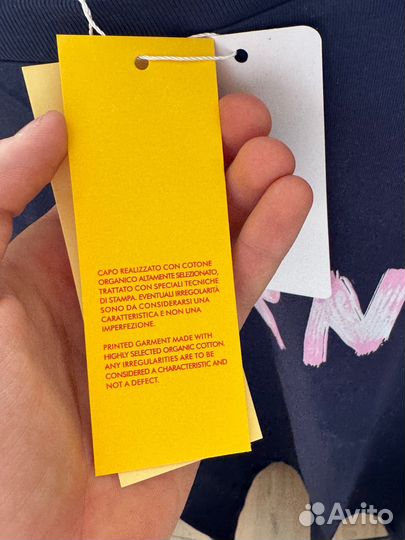 CAPO REALIZZATO CON COTONE
ORGANICO ALTAMENTE SELEZIONATO,
TRATTATO CON SPECIALI TECNICHE
DI STAMPA. EVENTUALI IRREGOLARITÀ
SONO DA CONSIDERARSI UNA
CARATTERISTICA E NON UNA
IMPERFEZIONE.
PRINTED GARMENT MADE WITH
HIGHLY SELECTED ORGANIC COTTON.
ANY IRREGULARITIES ARE TO BE
CONSIDERED A CHARACTERISTIC AND
NOT A DEFECT.
Avito